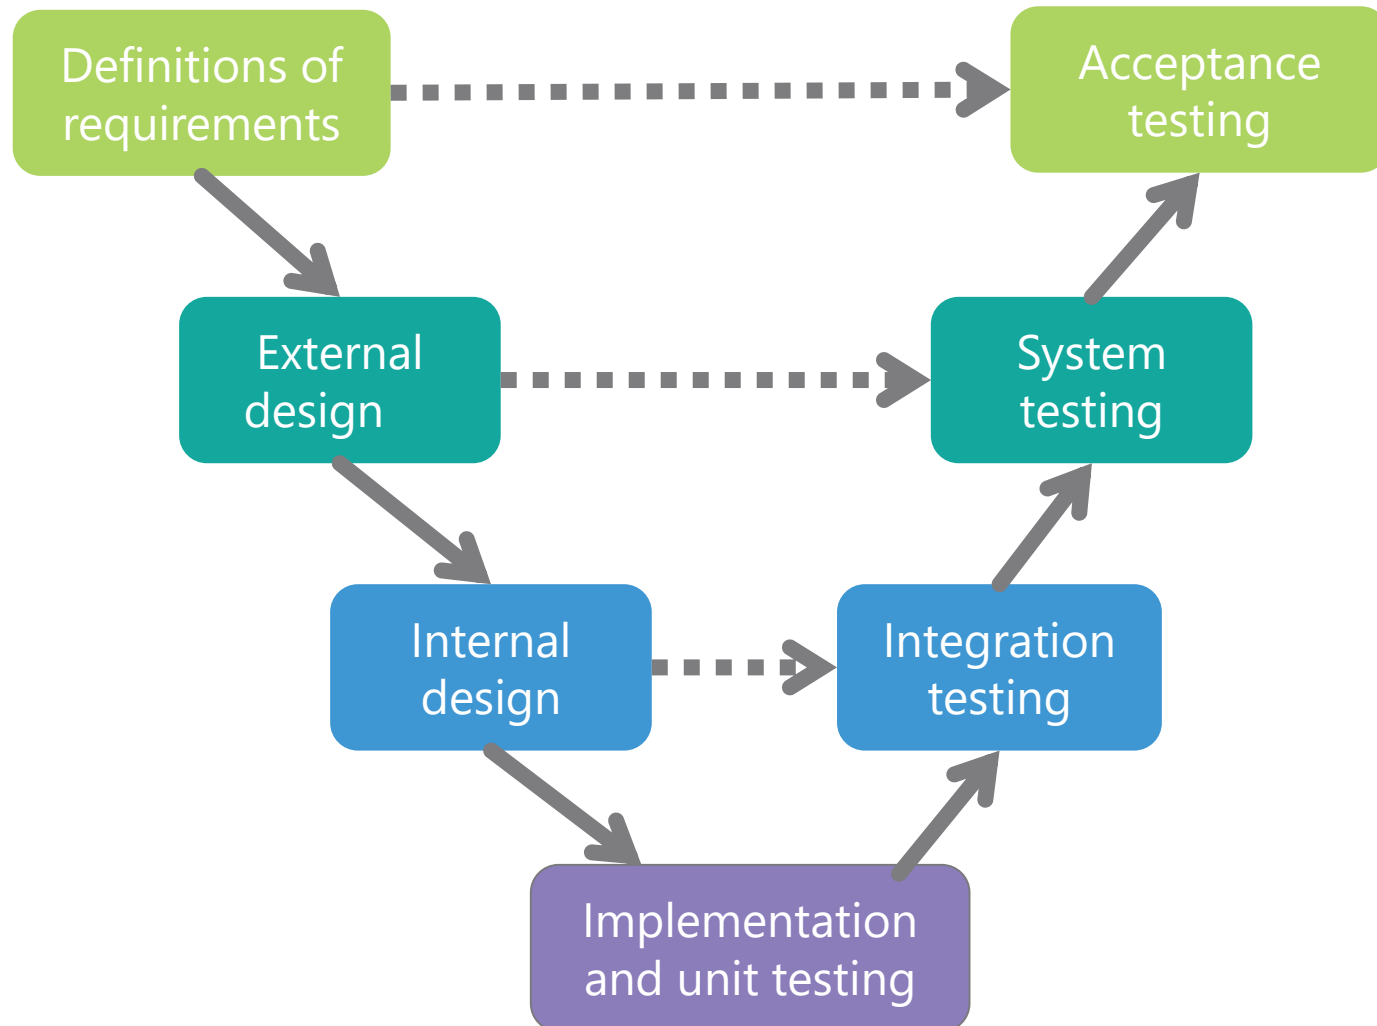 Definitions of
requirements
Acceptance
testing
External
design
System
testing
Internal
design
Integration
testing
Implementation
and unit testing